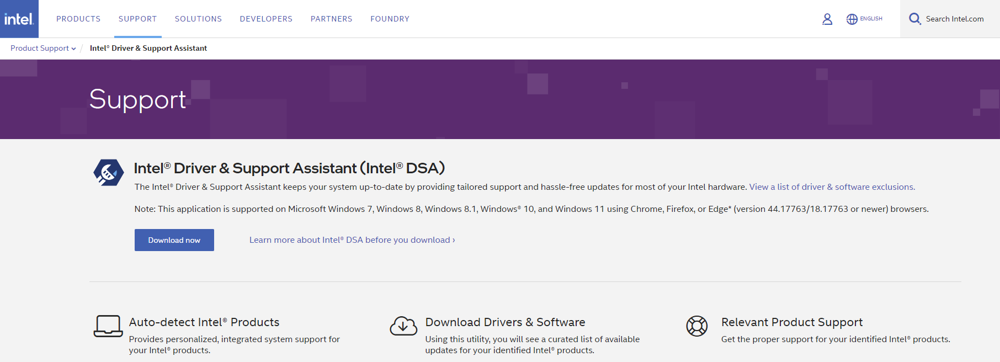 intel.
PRODUCTS
SUPPORT
SOLUTIONS
DEVELOPERS
PARTNERS
FOUNDRY
ENGLISH
Search Intel.com
Product Support / Intel® Driver & Support Assistant
Support
Intel® Driver & Support Assistant (Intel® DSA)
The Intel® Driver & Support Assistant keeps your system up-to-date by providing tailored support and hassle-free updates for most of your Intel hardware. View a list of driver & software exclusions.
Note: This application is supported on Microsoft Windows 7, Windows 8, Windows 8.1, Windows® 10, and Windows 11 using Chrome, Firefox, or Edge* (version 44.17763/18.17763 or newer) browsers.
Download now
Learn more about Intel® DSA before you download ›
Auto-detect Intel® Products
Provides personalized, integrated system support for
your Intel® products.
Download Drivers & Software
Using this utility, you will see a curated list of available
updates for your identified Intel® products.
Relevant Product Support
Get the proper support for your identified Intel® products.